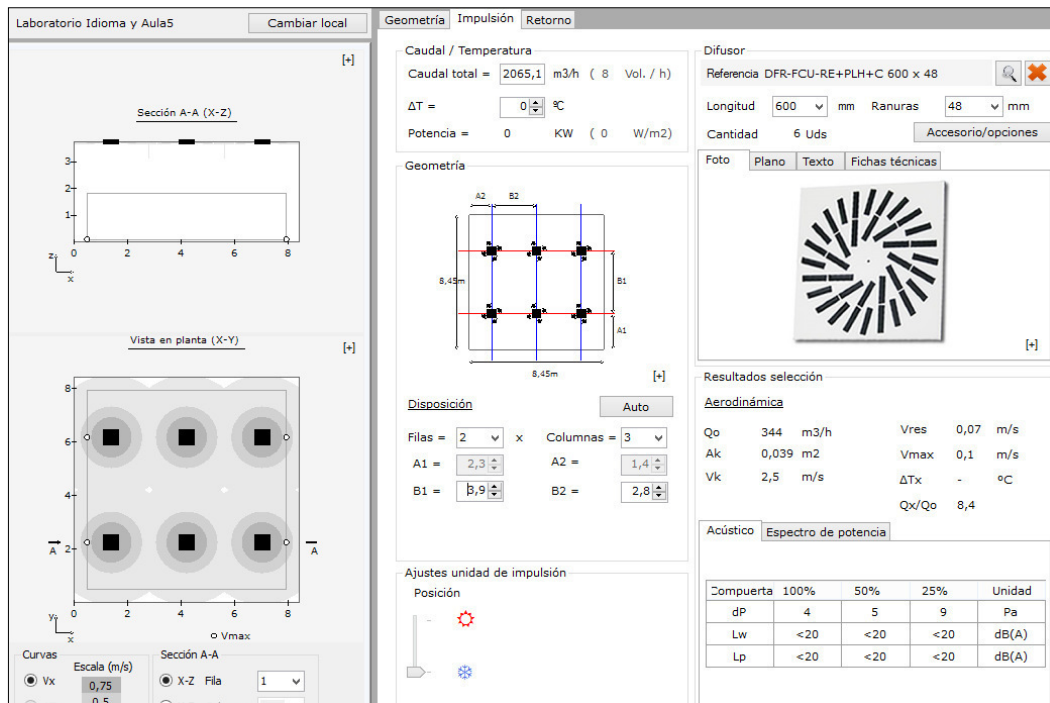 Laboratorio Idioma y Aula5
Cambiar local
[+]
Sección A-A (X-Z)
3
2
1
0 2 4 6 8
z
x
Vista en planta (X-Y)
[+]
8
6
4
2
A
A
0 2 4 6 8
y
x
o Vmax
Curvas
Escala (m/s)
Vx
0,75
0,5
Sección A-A
X-Z Fila 1
Geometría Impulsión Retorno
Caudal / Temperatura
Caudal total = 2065,1 m3/h ( 8 Vol. / h)
ΔT = 0 ºC
Potencia = 0 KW ( 0 W/m2)
Geometría
A2 B2
8,45m
B1
A1
8,45m
[+]
Disposición
Auto
Filas = 2 x Columnas = 3
A1 = 2,3 A2 = 1,4
B1 = 3,9 B2 = 2,8
Ajustes unidad de impulsión
Posición
Difusor
Referencia DFR-FCU-RE+PLH+C 600 x 48
Longitud 600 mm Ranuras 48 mm
Cantidad 6 Uds
Accesorio/opciones
Foto Plano Texto Fichas técnicas
[+]
Resultados selección
Aerodinámica
Qo 344 m3/h Vres 0,07 m/s
Ak 0,039 m2 Vmax 0,1 m/s
Vk 2,5 m/s ΔTx - ºC
Qx/Qo 8,4
Acústico Espectro de potencia
Compuerta 100% 50% 25% Unidad
dP 4 5 9 Pa
Lw <20 <20 <20 dB(A)
Lp <20 <20 <20 dB(A)